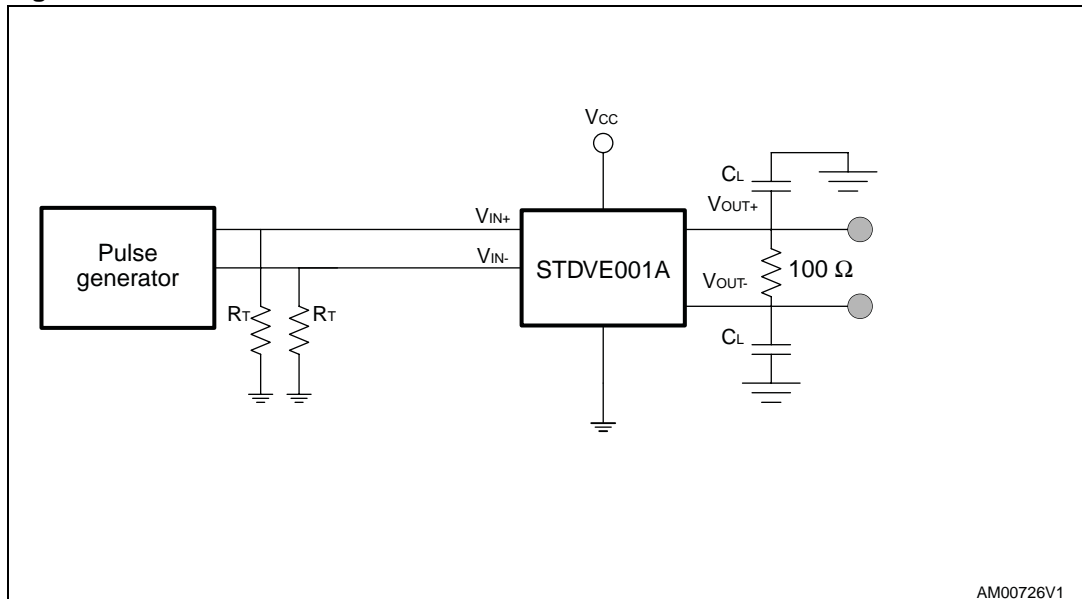 Vcc
CL
VOUT+
VIN+
Pulse
generator
VIN-
STDVE001A
100 Ω
VOUT-
RT
RT
CL
AM00726V1